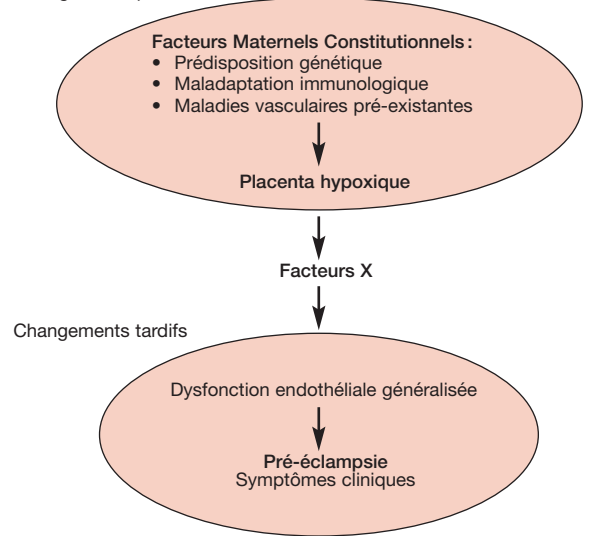 Facteurs Maternels Constitutionnels :
• Prédisposition génétique
• Maladaptation immunologique
• Maladies vasculaires pré-existantes
Placenta hypoxique
Facteurs X
Changements tardifs
Dysfonction endothéliale généralisée
Pré-éclampsie
Symptômes cliniques